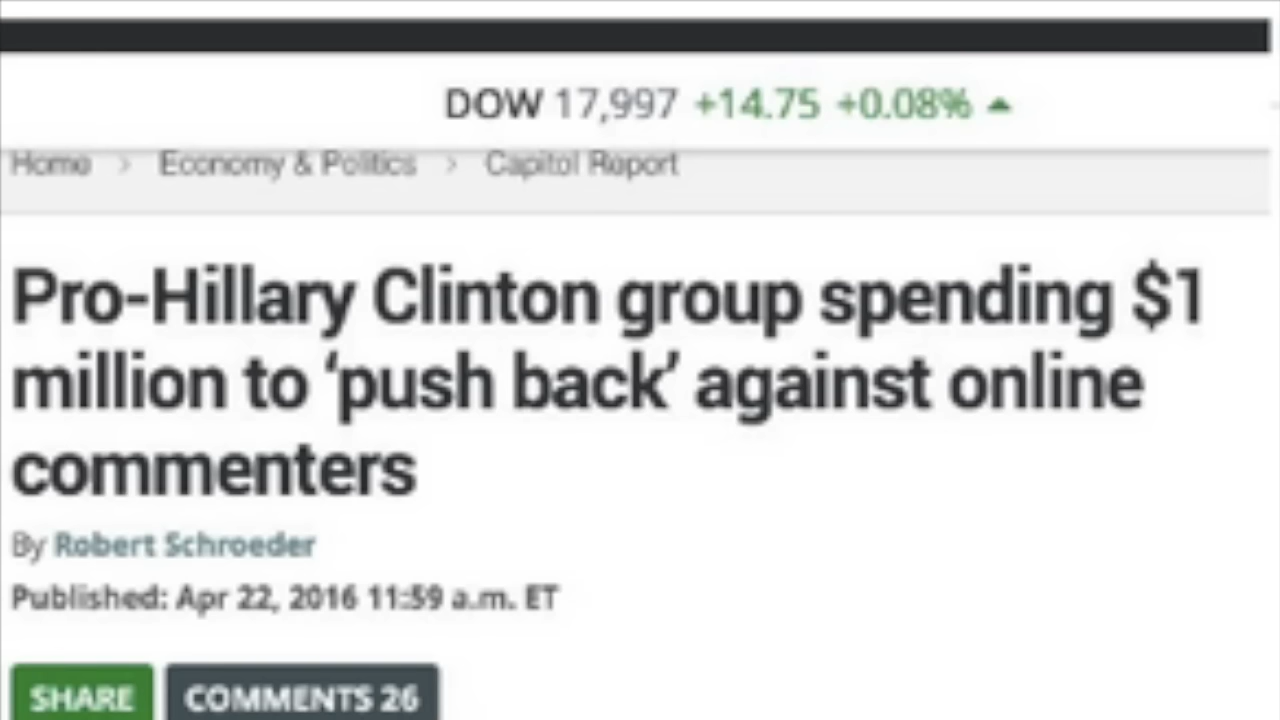 DOW 17,997 +14.75 +0.08%
Home > Economy & Politics > Capitol Report
Pro-Hillary Clinton group spending $1
million to ‘push back’ against online
commenters
By Robert Schroeder
Published: Apr 22, 2016 11:59 a.m. ET
SHARE COMMENTS 26